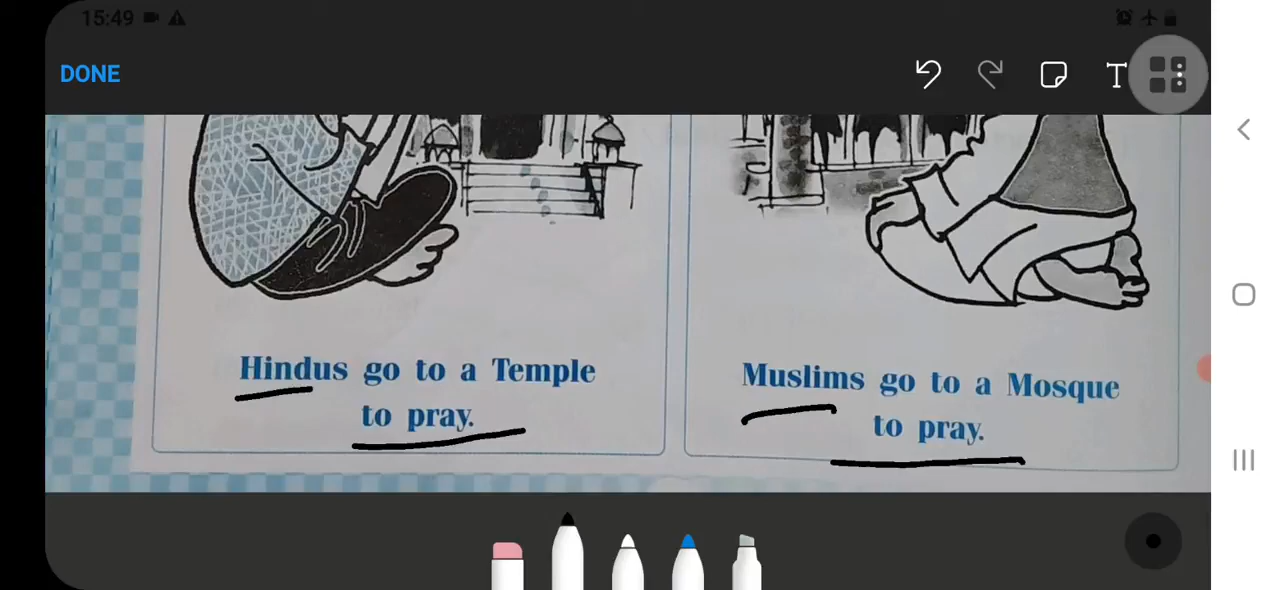 15:49
DONE
T
Hindus go to a Temple
to pray.
Muslims go to a Mosque
to pray.